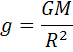 g = GM / R²